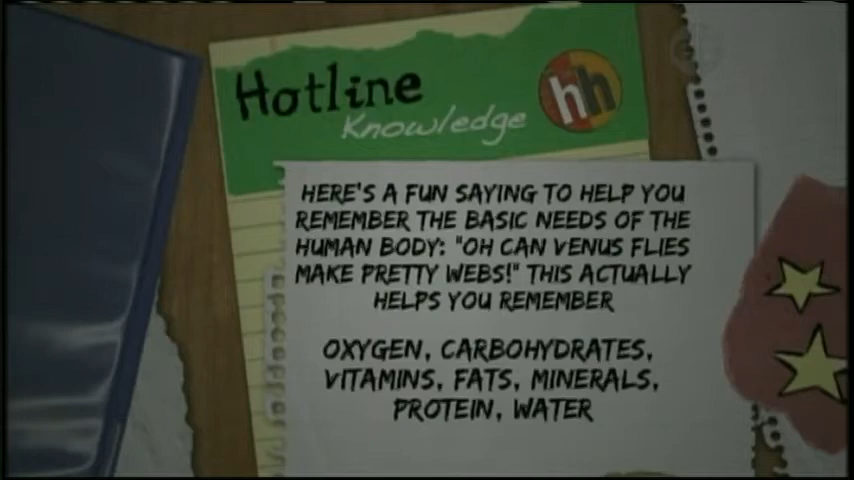 Hotline
Knowledge
hh
HERE'S A FUN SAYING TO HELP YOU
REMEMBER THE BASIC NEEDS OF THE
HUMAN BODY: "OH CAN VENUS FLIES
MAKE PRETTY WEBS!" THIS ACTUALLY
HELPS YOU REMEMBER
OXYGEN, CARBOHYDRATES,
VITAMINS, FATS, MINERALS,
PROTEIN, WATER